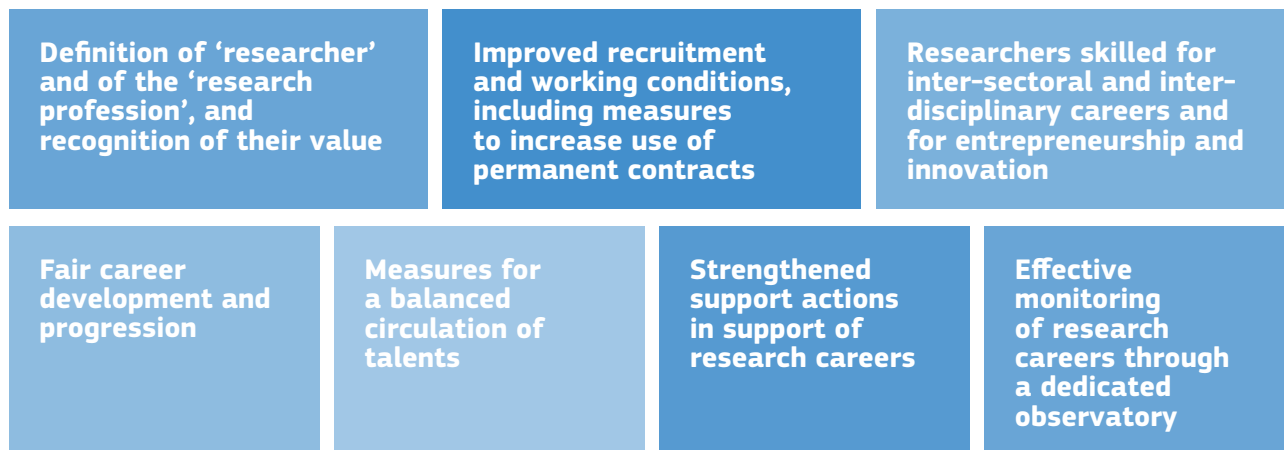 Definition of ‘researcher’
and of the ‘research
profession’, and
recognition of their value
Improved recruitment
and working conditions,
including measures
to increase use of
permanent contracts
Researchers skilled for
inter-sectoral and inter-
disciplinary careers and
for entrepreneurship and
innovation
Fair career
development and
progression
Measures for
a balanced
circulation of
talents
Strengthened
support actions
in support of
research careers
Effective
monitoring
of research
careers through
a dedicated
observatory